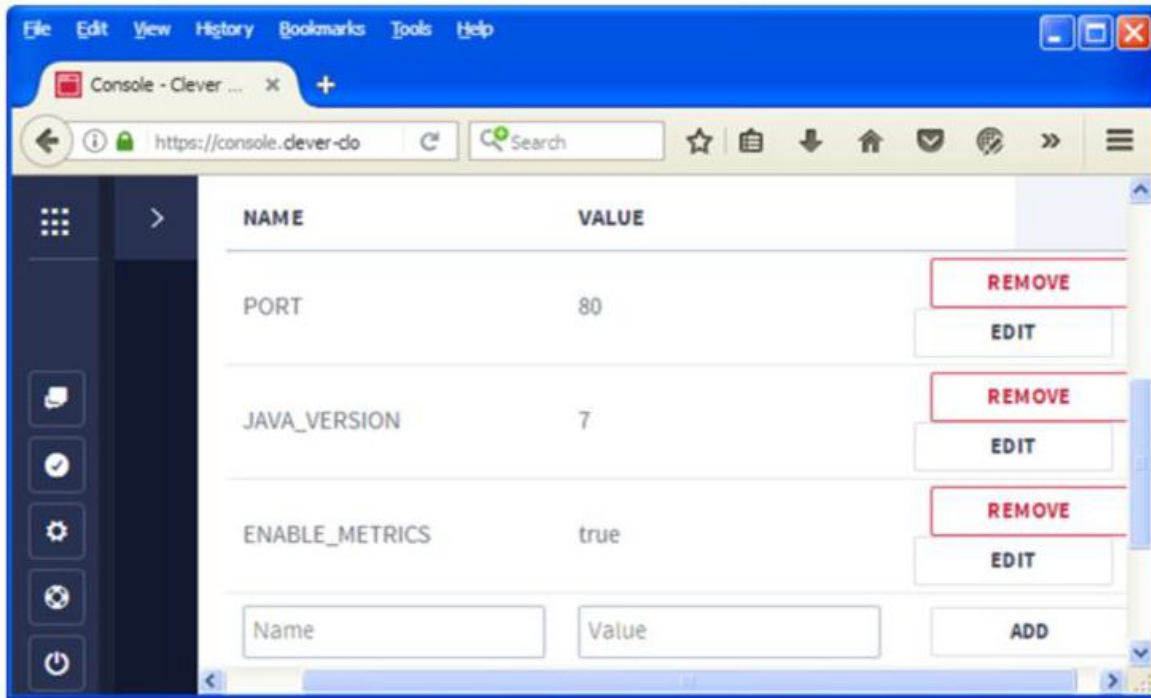 File Edit View History Bookmarks Tools Help
Console - Clever ...
https://console.clever-clo
Search
NAME VALUE
PORT 80 REMOVE
EDIT
JAVA_VERSION 7 REMOVE
EDIT
ENABLE_METRICS true REMOVE
EDIT
Name Value ADD